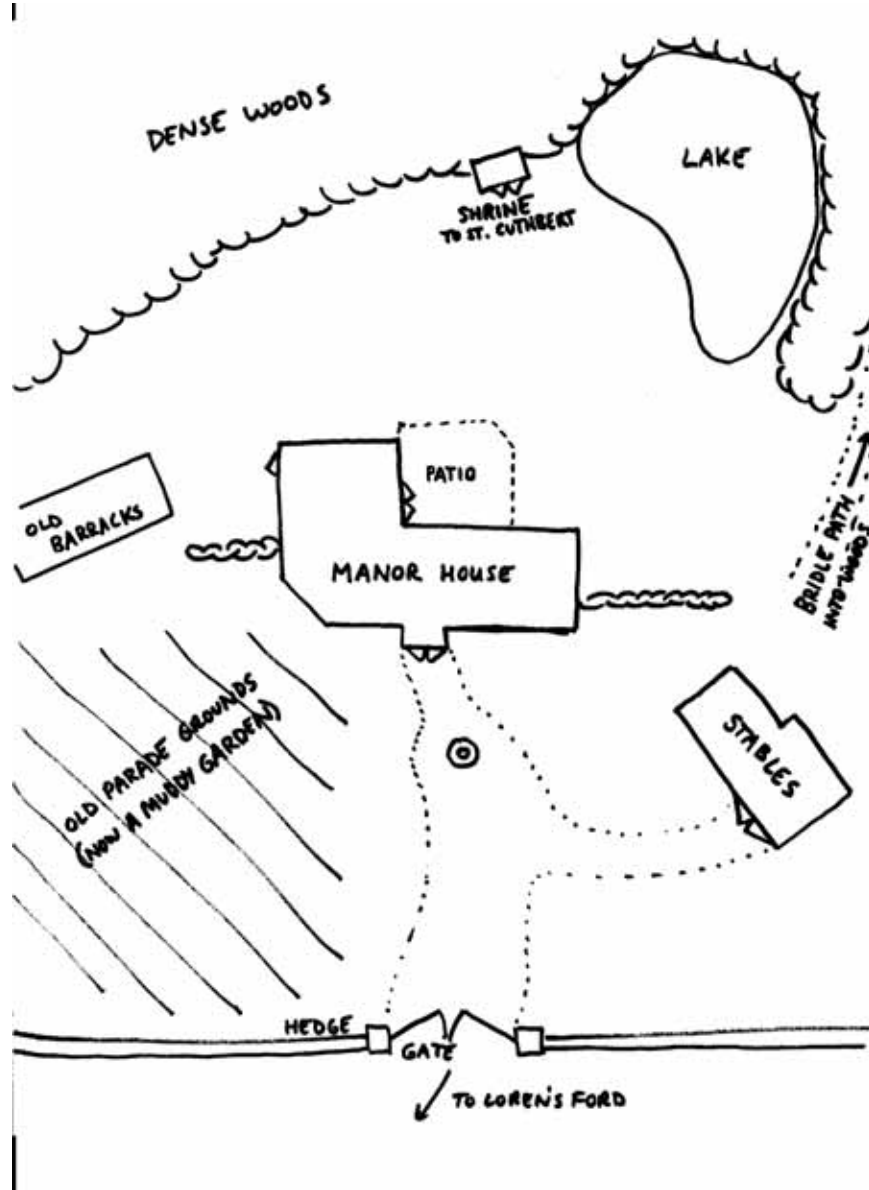 DENSE WOODS
LAKE
SHRINE
TO ST. CUTHBERT
PATIO
OLD
BARRACKS
MANOR HOUSE
BRIDLE PATH
INTO WOODS
STABLES
OLD PARADE GROUNDS
(NOW A MUDDY GARDEN)
HEDGE
GATE
TO LOREN'S FORD